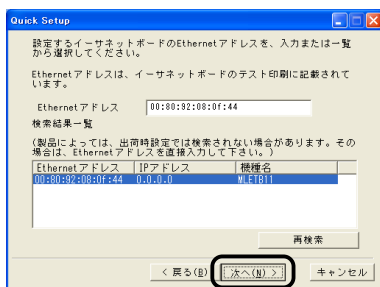 Quick Setup
設定するイーサネットボードのEthernetアドレスを、入力または一覧
から選択してください。
Ethernetアドレスは、イーサネットボードのテスト印刷に記載されて
います。
Ethernetアドレス 00:80:92:08:0f:44
検索結果一覧
(製品によっては、出荷時設定では検索されない場合があります。その
場合は、Ethernetアドレスを直接入力して下さい。)
Ethernetアドレス IPアドレス 機種名
00:80:92:08:0f:44 0.0.0.0 MLETB11
再検索
< 戻る(B) 次へ(N) > キャンセル